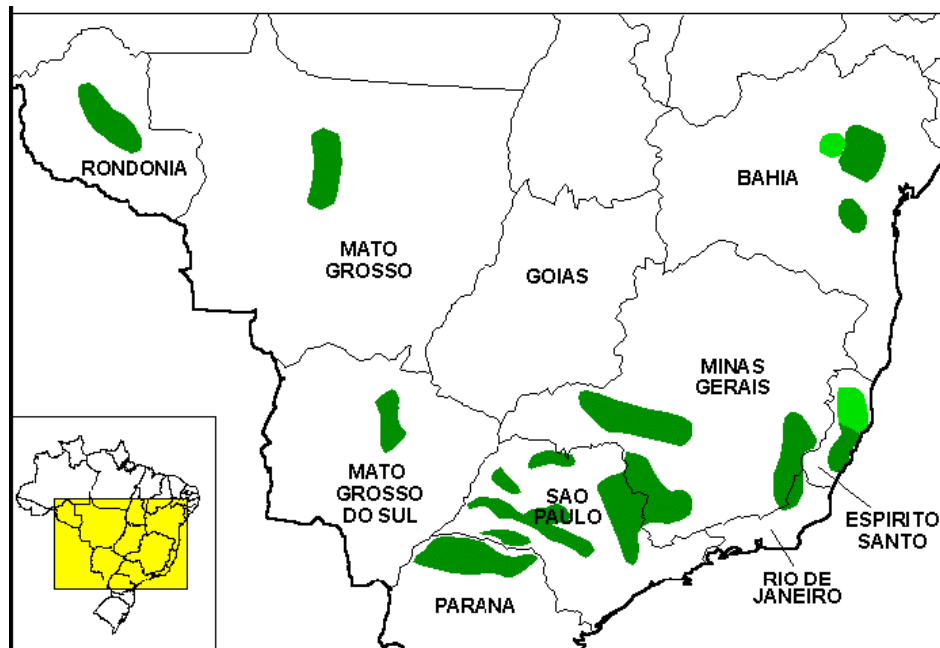 RONDONIA
BAHIA
MATO
GROSSO
GOIAS
MINAS
GERAIS
MATO
GROSSO
DO SUL
SAO
PAULO
ESPIRITO
SANTO
RIO DE
JANEIRO
PARANA